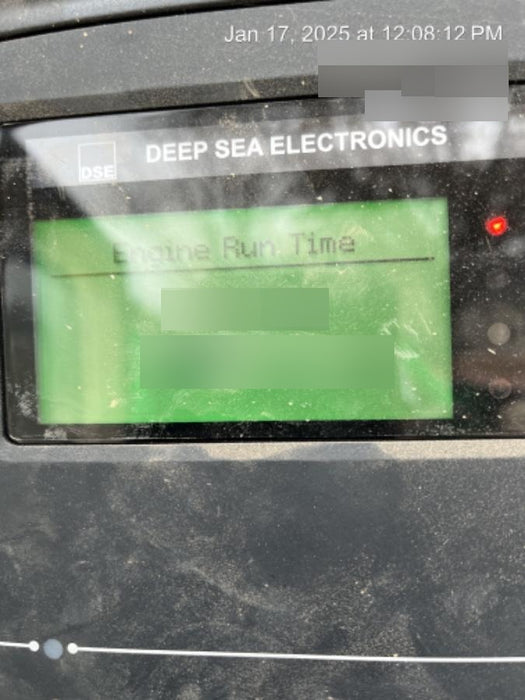 Jan 17, 2025 at 12:08:12 PM
DSE
DEEP SEA ELECTRONICS
Engine Run Time